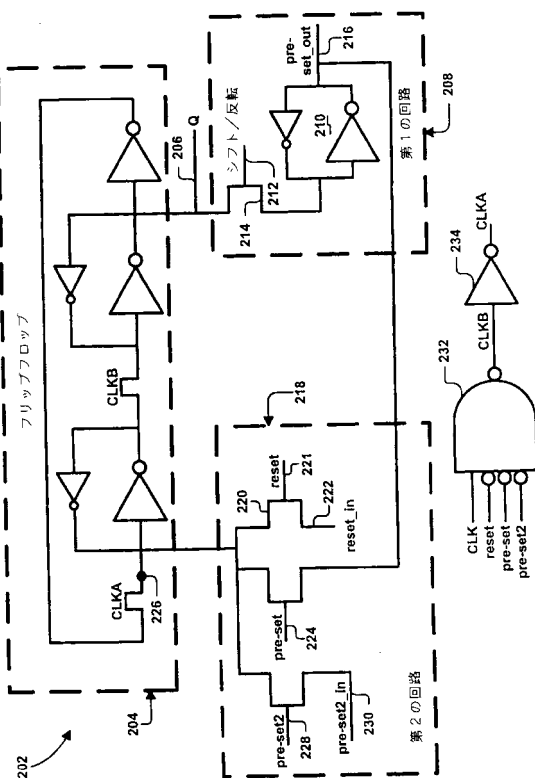 フリップフロップ
CLKA
226
CLKB
204
202
206
Q
シフト/反転
212
214
210
pre-
set_out
216
第1の回路
208
218
220
reset
221
222
reset_in
pre-set
224
pre-set2
228
pre-set2_in
230
第2の回路
CLK
reset
pre-set
pre-set2
232
CLKB
234
CLKA